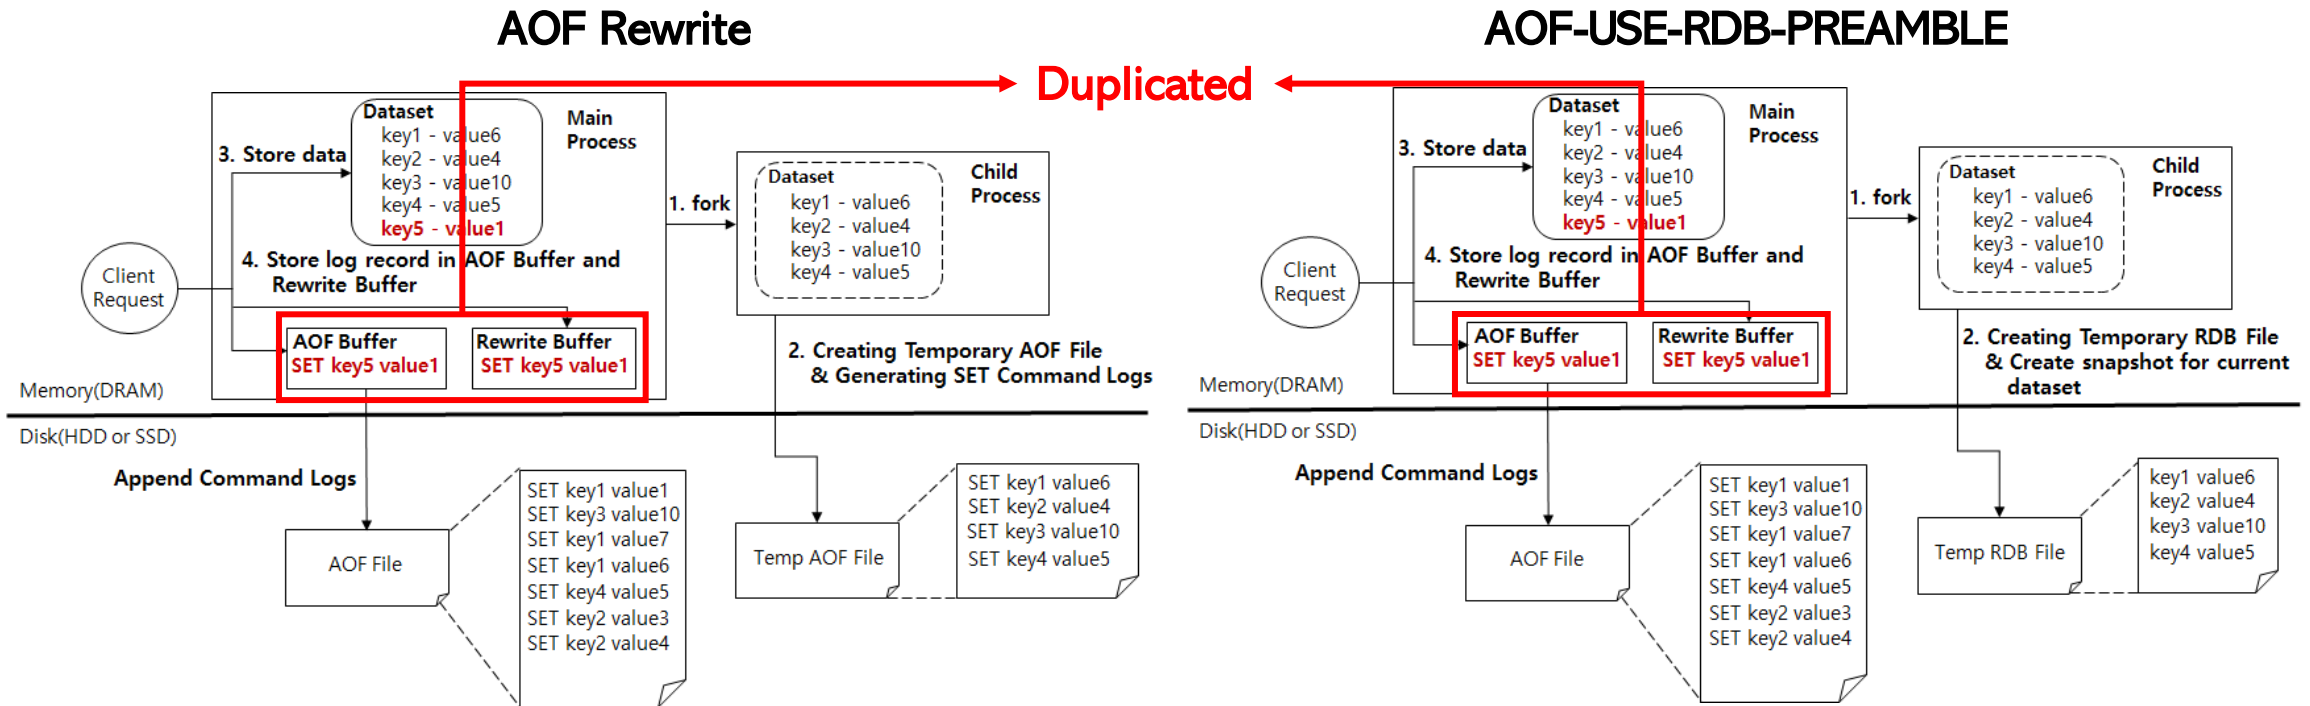 AOF Rewrite
AOF-USE-RDB-PREAMBLE
Duplicated
Dataset
key1 - value6
key2 - value4
key3 - value10
key4 - value5
key5 - value1
Main
Process
3. Store data
1. fork
Dataset
key1 - value6
key2 - value4
key3 - value10
key4 - value5
Child
Process
Client
Request
4. Store log record in AOF Buffer and
Rewrite Buffer
AOF Buffer
SET key5 value1
Rewrite Buffer
SET key5 value1
2. Creating Temporary AOF File
& Generating SET Command Logs
Memory(DRAM)
Disk(HDD or SSD)
Append Command Logs
AOF File
SET key1 value1
SET key3 value10
SET key1 value7
SET key1 value6
SET key4 value5
SET key2 value3
SET key2 value4
Temp AOF File
SET key1 value6
SET key2 value4
SET key3 value10
SET key4 value5
Dataset
key1 - value6
key2 - value4
key3 - value10
key4 - value5
key5 - value1
Main
Process
3. Store data
1. fork
Dataset
key1 - value6
key2 - value4
key3 - value10
key4 - value5
Child
Process
Client
Request
4. Store log record in AOF Buffer and
Rewrite Buffer
AOF Buffer
SET key5 value1
Rewrite Buffer
SET key5 value1
2. Creating Temporary RDB File
& Create snapshot for current
dataset
Memory(DRAM)
Disk(HDD or SSD)
Append Command Logs
AOF File
SET key1 value1
SET key3 value10
SET key1 value7
SET key1 value6
SET key4 value5
SET key2 value3
SET key2 value4
Temp RDB File
key1 value6
key2 value4
key3 value10
key4 value5